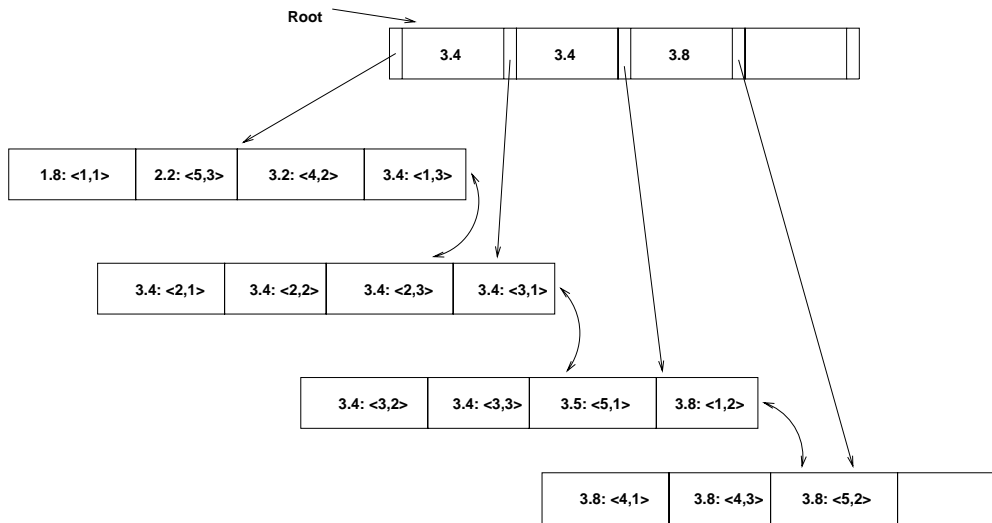 Root
3.4 3.4 3.8
1.8: <1,1> 2.2: <5,3> 3.2: <4,2> 3.4: <1,3>
3.4: <2,1> 3.4: <2,2> 3.4: <2,3> 3.4: <3,1>
3.4: <3,2> 3.4: <3,3> 3.5: <5,1> 3.8: <1,2>
3.8: <4,1> 3.8: <4,3> 3.8: <5,2>